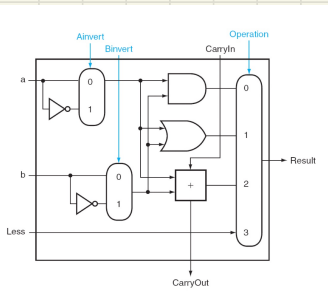 Ainvert
Operation
Binvert
CarryIn
a
0
0
1
1
Result
b
0
+
2
1
Less
3
CarryOut